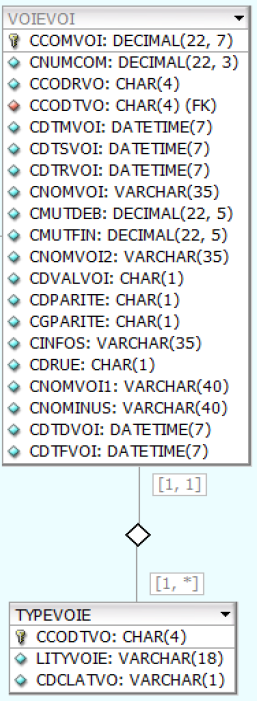 VOIEVOI
CCOMVOI: DECIMAL(22, 7)
CNUMCOM: DECIMAL(22, 3)
CCODRVO: CHAR(4)
CCODTVO: CHAR(4) (FK)
CDTMVOI: DATETIME(7)
CDTSVOI: DATETIME(7)
CDTRVOI: DATETIME(7)
CNOMVOI: VARCHAR(35)
CMUTDEB: DECIMAL(22, 5)
CMUTFIN: DECIMAL(22, 5)
CNOMVOI2: VARCHAR(35)
CDVALVOI: CHAR(1)
CDPARITE: CHAR(1)
CGPARITE: CHAR(1)
CINFOS: VARCHAR(35)
CDRUE: CHAR(1)
CNOMVOI1: VARCHAR(40)
CNOMINUS: VARCHAR(40)
CDTDVOI: DATETIME(7)
CDTFVOI: DATETIME(7)
[1, 1]
[1, *]
TYPEVOIE
CCODTVO: CHAR(4)
LITYVOIE: VARCHAR(18)
CDCLATVO: VARCHAR(1)